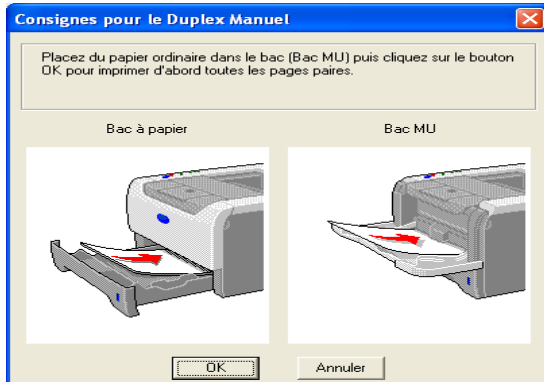 Consignes pour le Duplex Manuel
Placez du papier ordinaire dans le bac (Bac MU) puis cliquez sur le bouton
OK pour imprimer d'abord toutes les pages paires.
Bac à papier
Bac MU
OK
Annuler